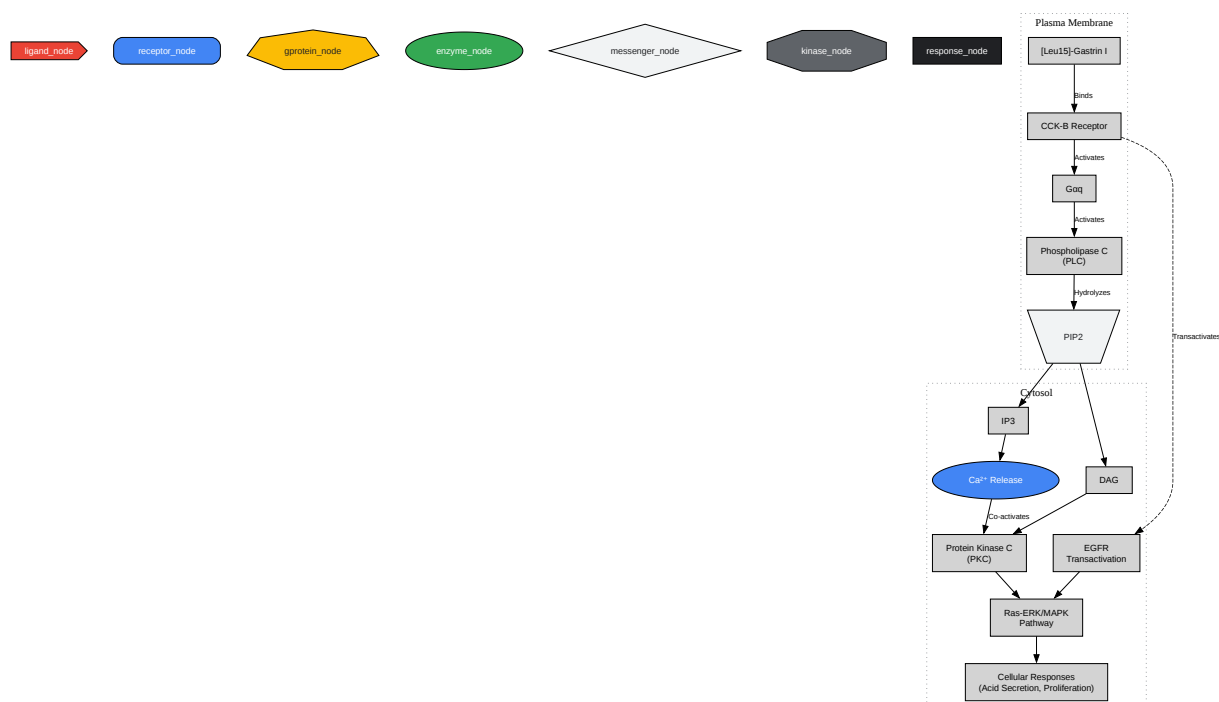 ligand_node
receptor_node
gprotein_node
enzyme_node
messenger_node
kinase_node
response_node
Plasma Membrane
[Leu15]-Gastrin I
Binds
CCK-B Receptor
Activates
Gαq
Activates
Phospholipase C
(PLC)
Hydrolyzes
PIP2
Transactivates
Cytosol
IP3
Ca²⁺ Release
DAG
Co-activates
Protein Kinase C
(PKC)
EGFR
Transactivation
Ras-ERK/MAPK
Pathway
Cellular Responses
(Acid Secretion, Proliferation)